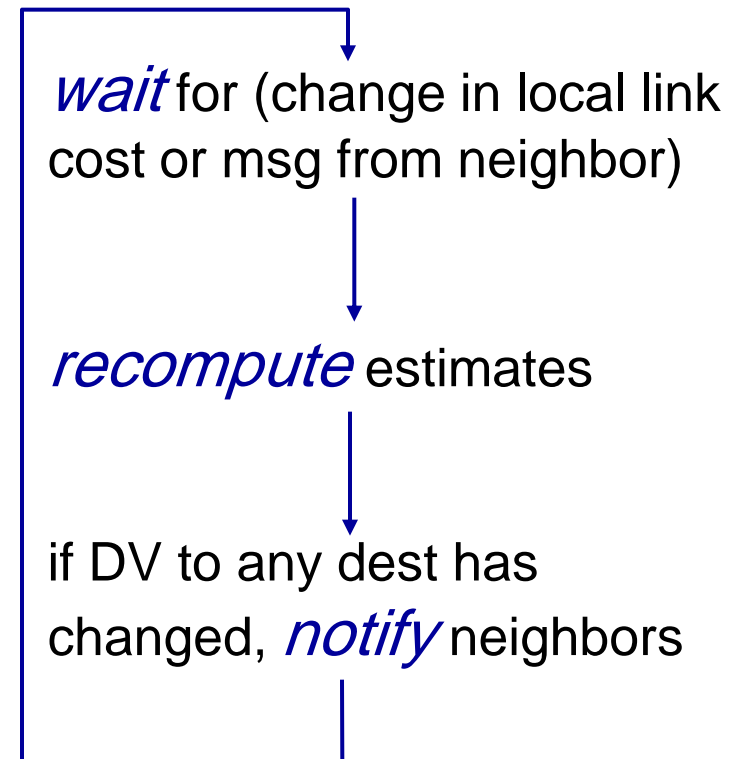 wait for (change in local link
cost or msg from neighbor)
recompute estimates
if DV to any dest has
changed, notify neighbors